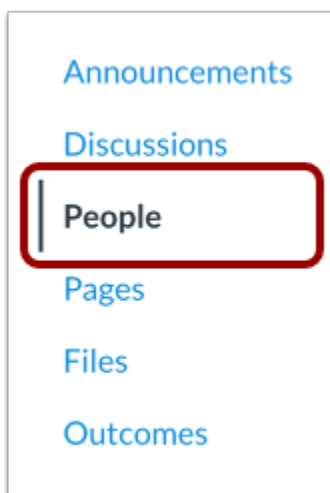 Announcements
Discussions
People
Pages
Files
Outcomes